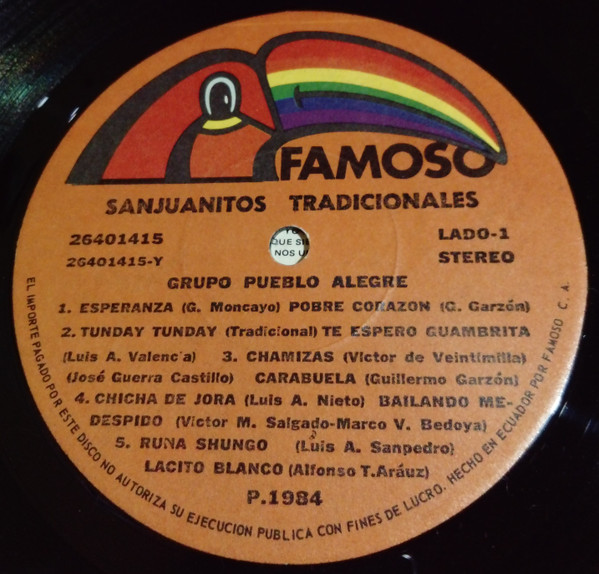 FAMOSO
SANJUANITOS TRADICIONALES
26401415
LADO-1
26401415-Y
STEREO
QUE SI
NOS U
GRUPO PUEBLO ALEGRE
1. ESPERANZA (G. Moncayo) POBRE CORAZON (G. Garzón)
2. TUNDAY TUNDAY (Tradicional) TE ESPERO GUAMBRITA
(Luis A. Valencia) 3. CHAMIZAS (Victor de Veintimilla)
(José Guerra Castillo) CARABUELA (Guillermo Garzón)
4. CHICHA DE JORA (Luis A. Nieto) BAILANDO ME-
DESPIDO (Victor M. Salgado-Marco V. Bedoya)
5. RUNA SHUNGO (Luis A. Sanpedro)
LACITO BLANCO (Alfonso T. Aráuz)
P.1984
EL IMPORTE PAGADO POR ESTE DISCO NO AUTORIZA SU EJECUCION PUBLICA CON FINES DE LUCRO. HECHO EN ECUADOR POR FAMOSO C. A.